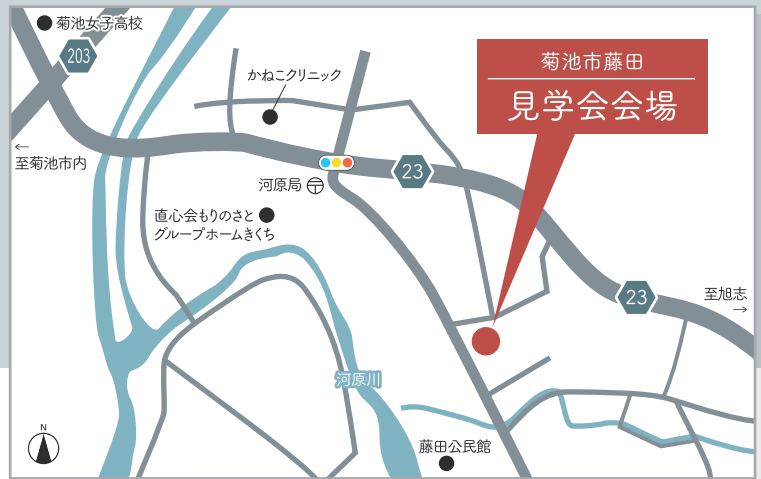 菊池女子高校
203
←
至菊池市内
かねこクリニック
菊池市藤田
見学会会場
23
河原局
直心会もりのさと
グループホームきくち
23
至旭志
→
河原川
藤田公民館
N